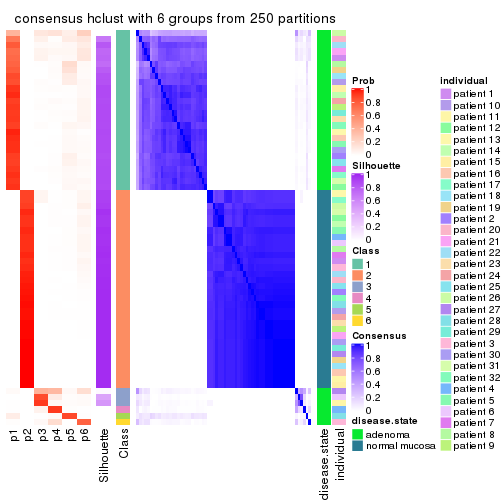 consensus hclust with 6 groups from 250 partitions
p1
p2
p3
p4
p5
p6
Silhouette
Class
disease.state
individual
Prob
1
0.8
0.6
0.4
0.2
0
Silhouette
1
0.8
0.6
0.4
0.2
0
Class
1
2
3
4
5
6
Consensus
1
0.8
0.6
0.4
0.2
0
disease.state
adenoma
normal mucosa
individual
patient 1
patient 10
patient 11
patient 12
patient 13
patient 14
patient 15
patient 16
patient 17
patient 18
patient 19
patient 2
patient 20
patient 21
patient 22
patient 23
patient 24
patient 25
patient 26
patient 27
patient 28
patient 29
patient 3
patient 30
patient 31
patient 32
patient 4
patient 5
patient 6
patient 7
patient 8
patient 9